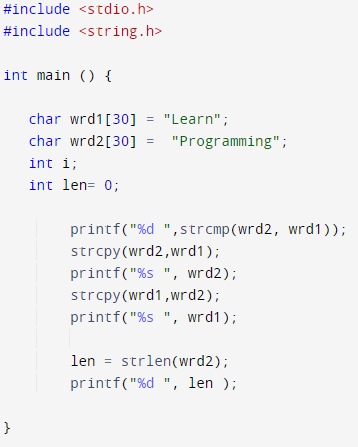 #include <stdio.h>
#include <string.h>
int main () {
char wrd1[30] = "Learn";
char wrd2[30] =  "Programming";
int i;
int len= 0;
printf("%d ",strcmp(wrd2, wrd1));
strcpy(wrd2,wrd1);
printf("%s ", wrd2);
strcpy(wrd1,wrd2);
printf("%s ", wrd1);
len = strlen(wrd2);
printf("%d ", len );
}